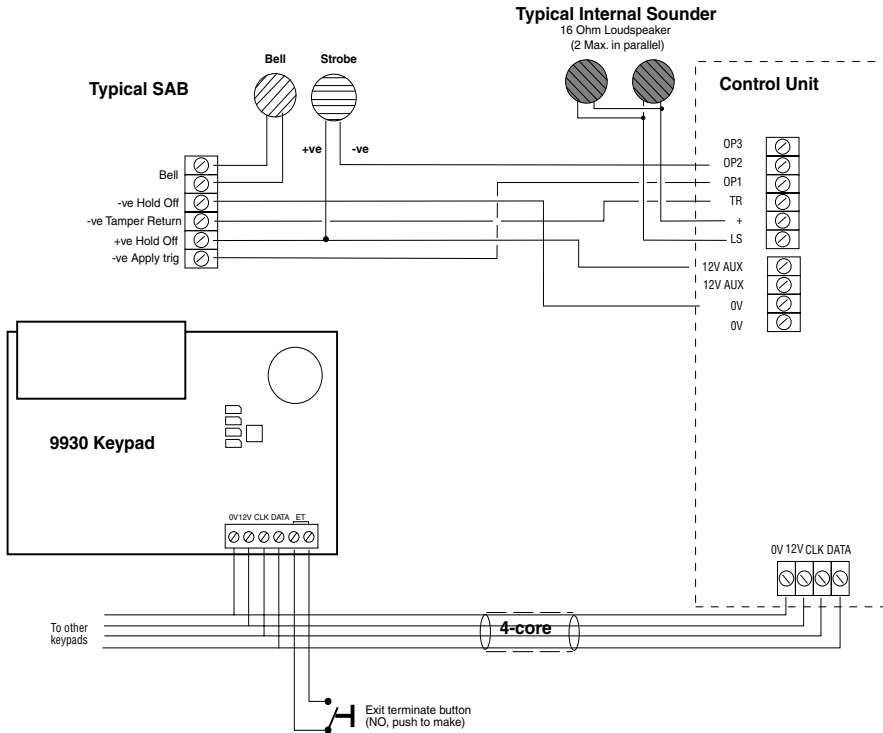 Typical Internal Sounder
16 Ohm Loudspeaker
(2 Max. in parallel)
Bell
Strobe
Typical SAB
Control Unit
+ve
-ve
Bell
-ve Hold Off
-ve Tamper Return
+ve Hold Off
-ve Apply trig
OP3
OP2
OP1
TR
+
LS
12V AUX
12V AUX
0V
0V
9930 Keypad
0V12V CLK DATA ET
0V 12V CLK DATA
To other
keypads
4-core
Exit terminate button
(NO, push to make)